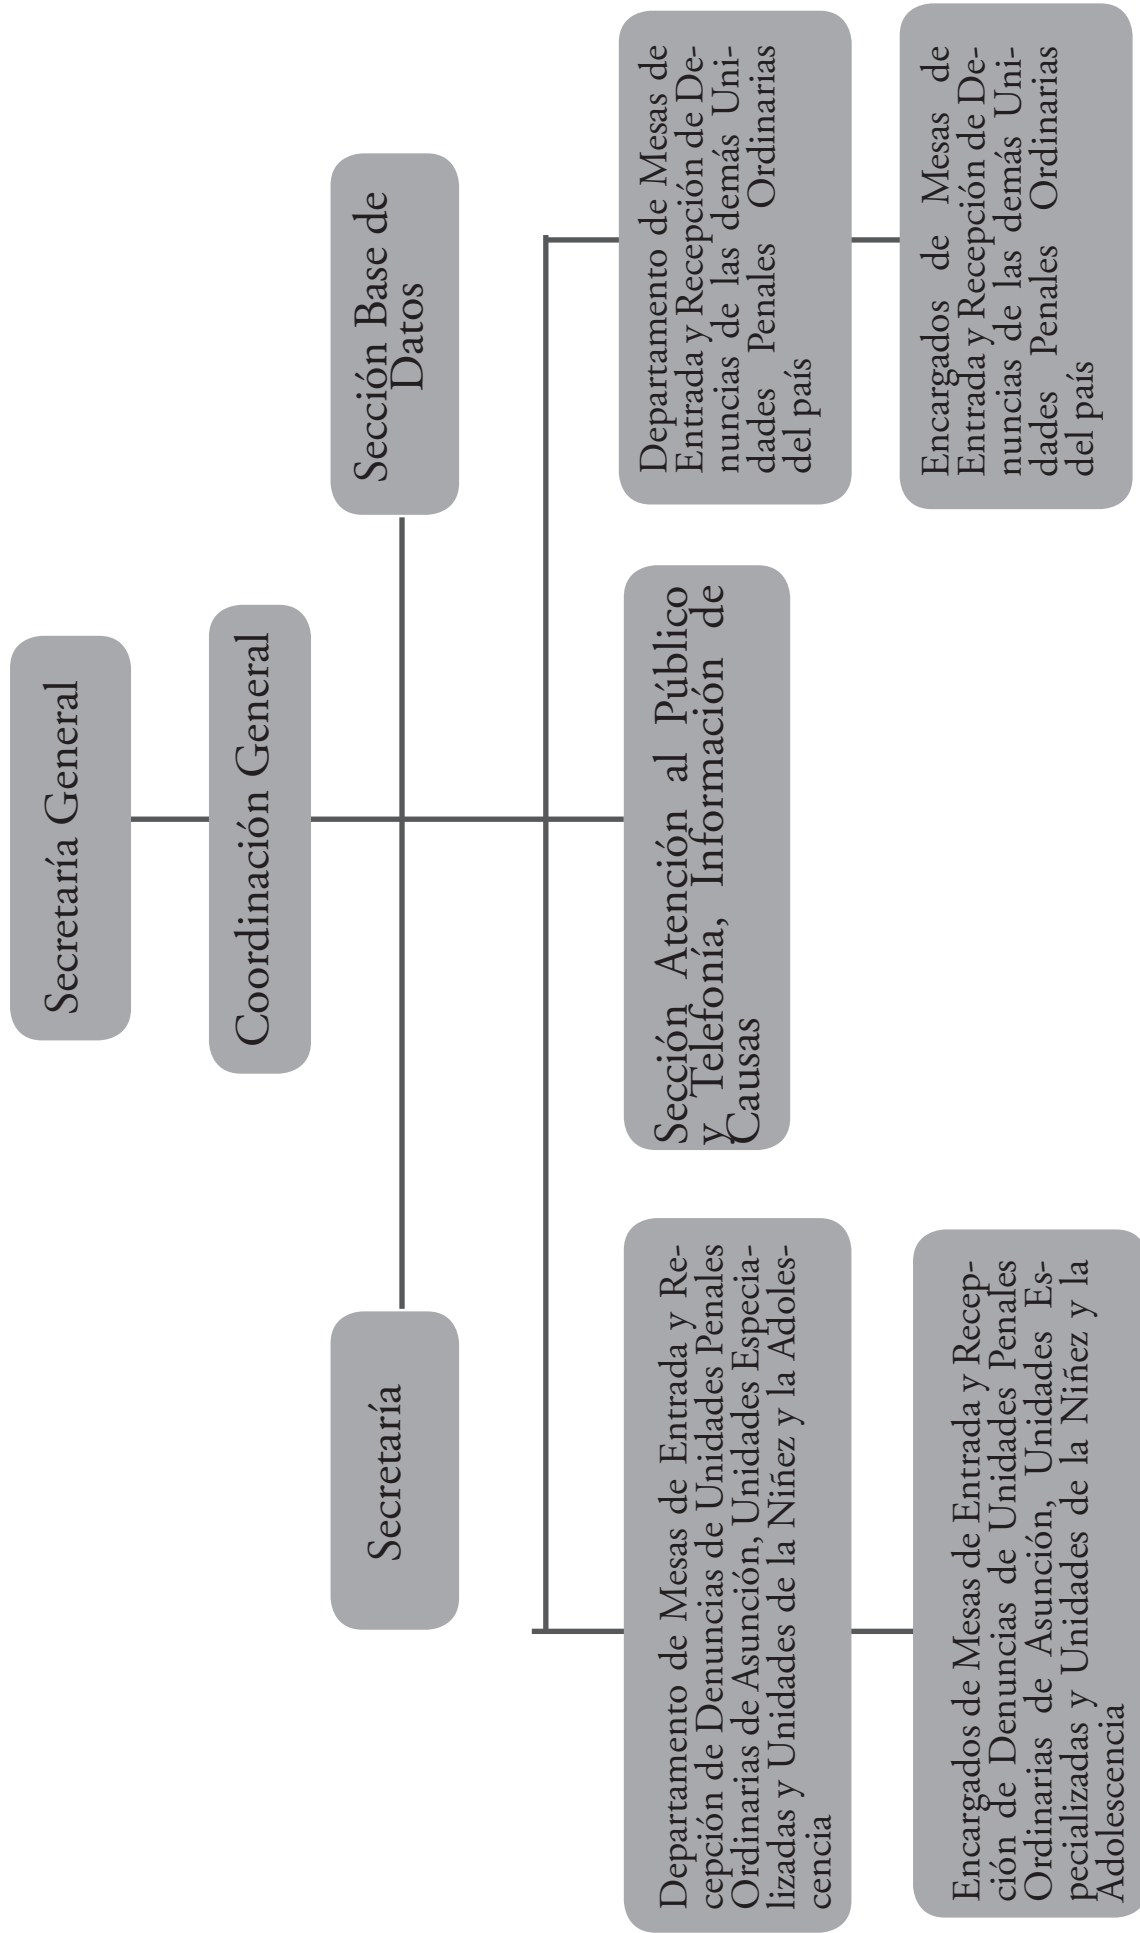 Secretaría General
Coordinación General
Secretaría
Sección Base de
Datos
Departamento de Mesas de Entrada y Re-
cepción de Denuncias de Unidades Penales
Ordinarias de Asunción, Unidades Especia-
lizadas y Unidades de la Niñez y la Adoles-
cencia
Sección Atención al Público
y Telefonía, Información de
Causas
Departamento de Mesas de
Entrada y Recepción de De-
nuncias de las demás Uni-
dades Penales Ordinarias
del país
Encargados de Mesas de Entrada y Recep-
ción de Denuncias de Unidades Penales
Ordinarias de Asunción, Unidades Es-
pecializadas y Unidades de la Niñez y la
Adolescencia
Encargados de Mesas de
Entrada y Recepción de De-
nuncias de las demás Uni-
dades Penales Ordinarias
del país